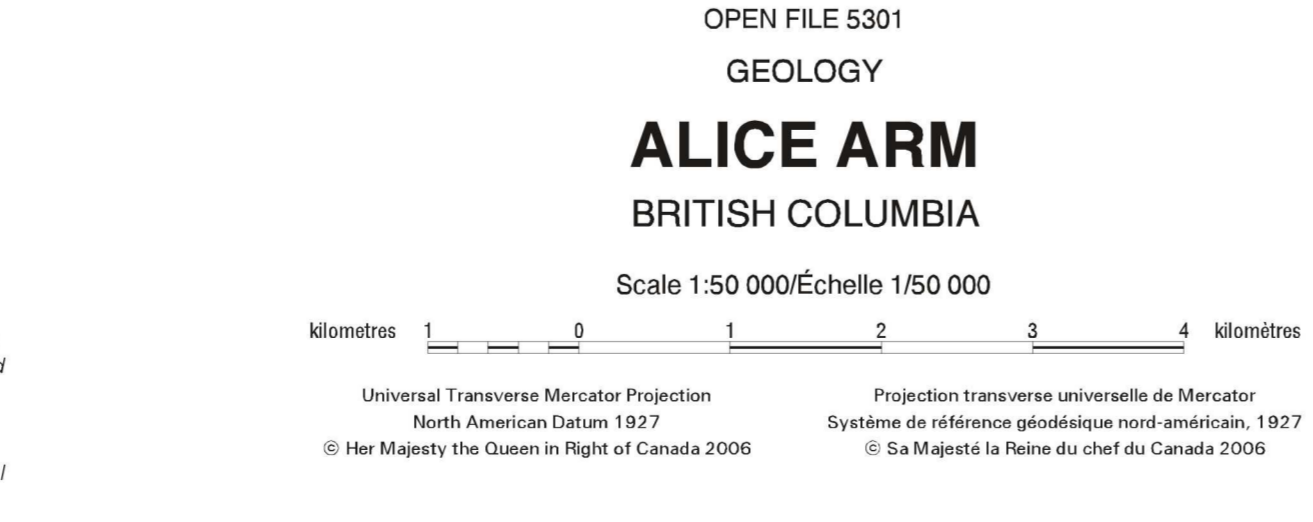 OPEN FILE 5301
GEOLOGY
ALICE ARM
BRITISH COLUMBIA
Scale 1:50 000/Échelle 1/50 000
kilometres 1 0 1 2 3 4 kilomètres
Universal Transverse Mercator Projection
North American Datum 1927
© Her Majesty the Queen in Right of Canada 2006
Projection transverse universelle de Mercator
Système de référence géodésique nord-américain, 1927
© Sa Majesté la Reine du chef du Canada 2006